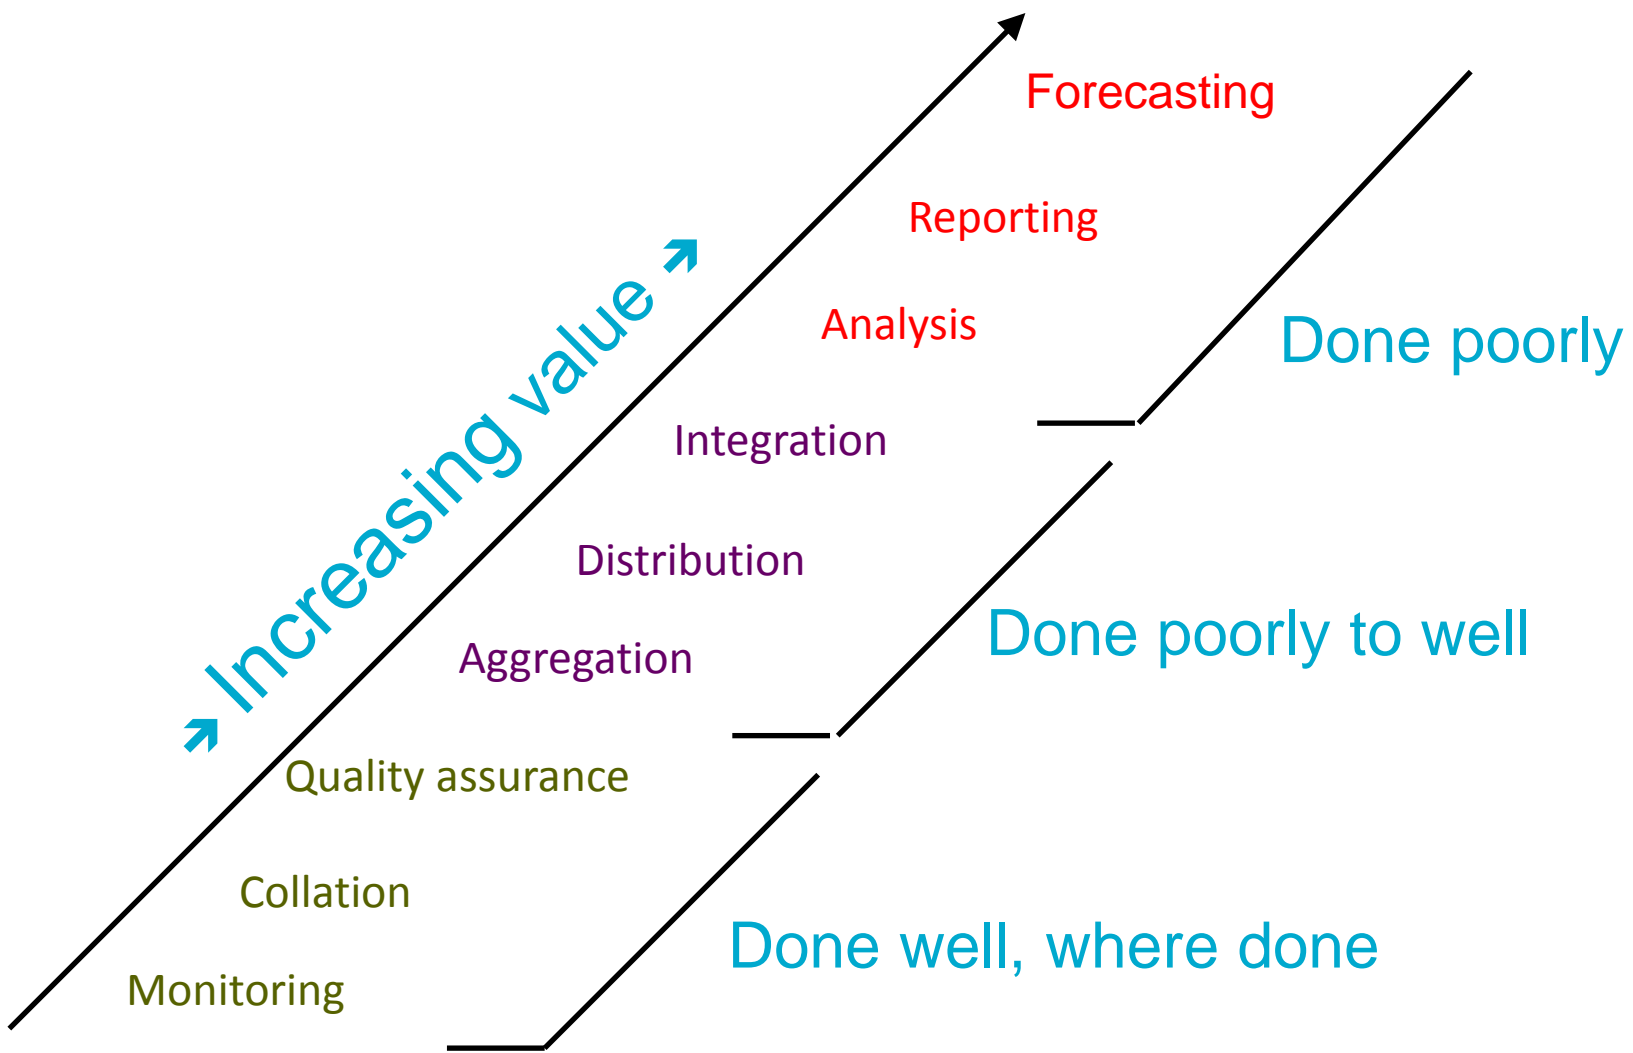 Forecasting
Reporting
Analysis
Done poorly
➔ Increasing value ➔
Integration
Distribution
Aggregation
Done poorly to well
Quality assurance
Collation
Monitoring
Done well, where done